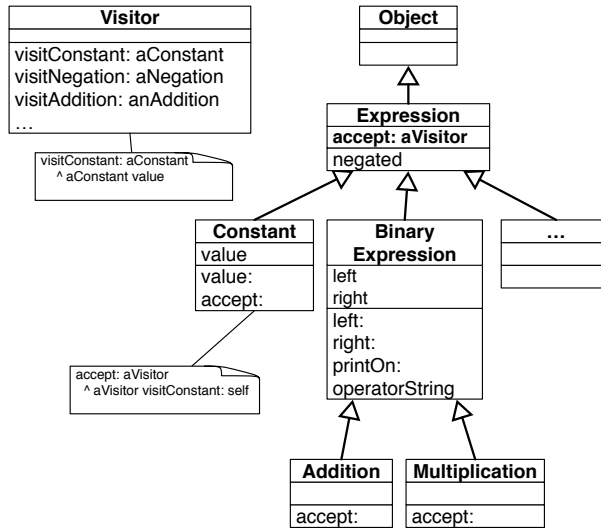 Visitor
visitConstant: aConstant
visitNegation: aNegation
visitAddition: anAddition
...
visitConstant: aConstant
^ aConstant value
Object
Expression
accept: aVisitor
negated
Constant
value
value:
accept:
accept: aVisitor
^ aVisitor visitConstant: self
Binary
Expression
left
right
left:
right:
printOn:
operatorString
...
Addition
accept:
Multiplication
accept: